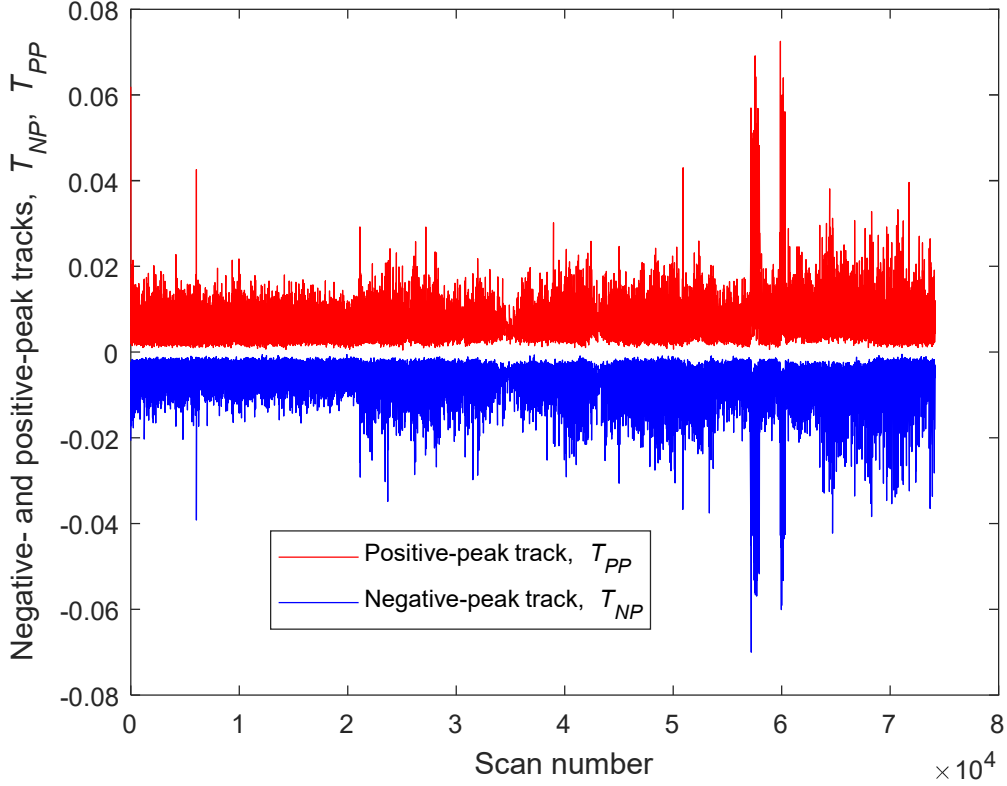 Negative- and positive-peak tracks, T_NP, T_PP
0.08
0.06
0.04
0.02
0
-0.02
-0.04
-0.06
-0.08
Positive-peak track, T_PP
Negative-peak track, T_NP
0 1 2 3 4 5 6 7 8
Scan number
× 10^4